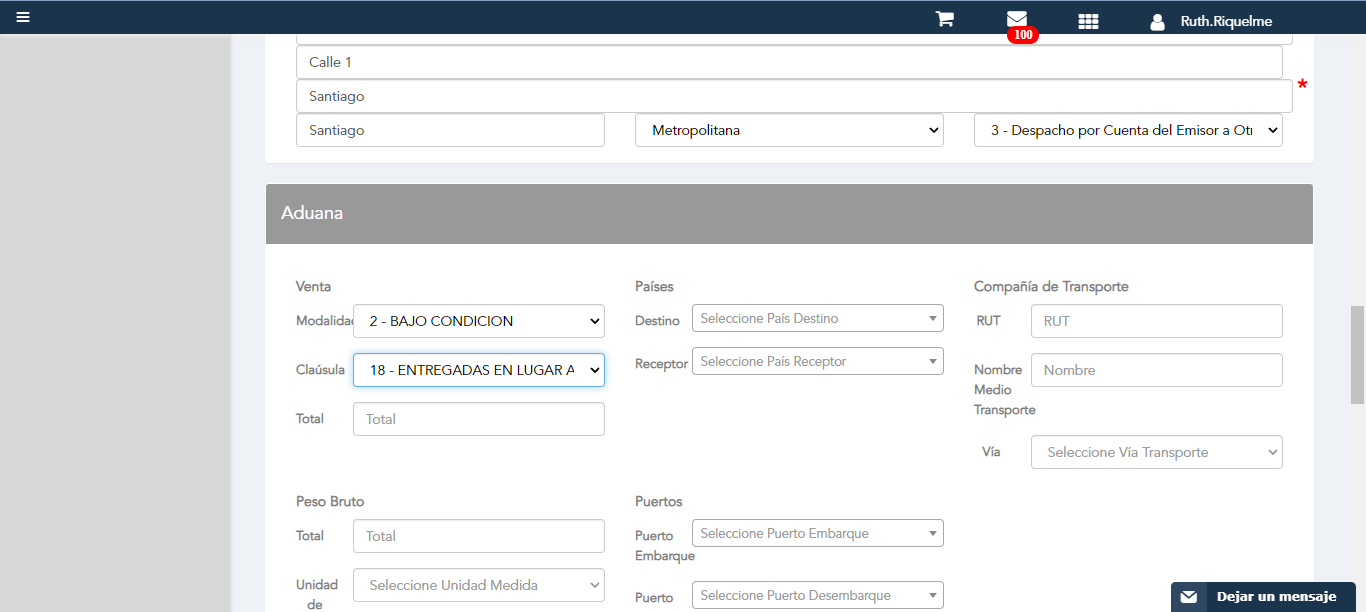 100
Ruth.Riquelme
Calle 1
Santiago
*
Santiago
Metropolitana
3 - Despacho por Cuenta del Emisor a Otr
Aduana
Venta
Países
Compañía de Transporte
Modalidad
2 - BAJO CONDICION
Destino
Seleccione País Destino
RUT
RUT
Claúsula
18 - ENTREGADAS EN LUGAR A
Receptor
Seleccione País Receptor
Nombre
Medio
Transporte
Nombre
Total
Total
Vía
Seleccione Vía Transporte
Peso Bruto
Puertos
Total
Total
Puerto
Embarque
Seleccione Puerto Embarque
Unidad
de
Seleccione Unidad Medida
Puerto
Seleccione Puerto Desembarque
Dejar un mensaje